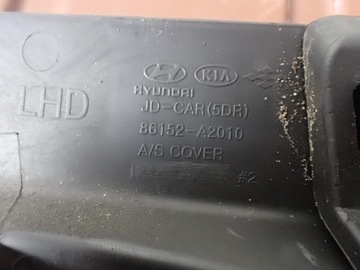 KIA
HYUNDAI
LHD
JD-CAR(5DR)
86152-A2010
A/S COVER
#2